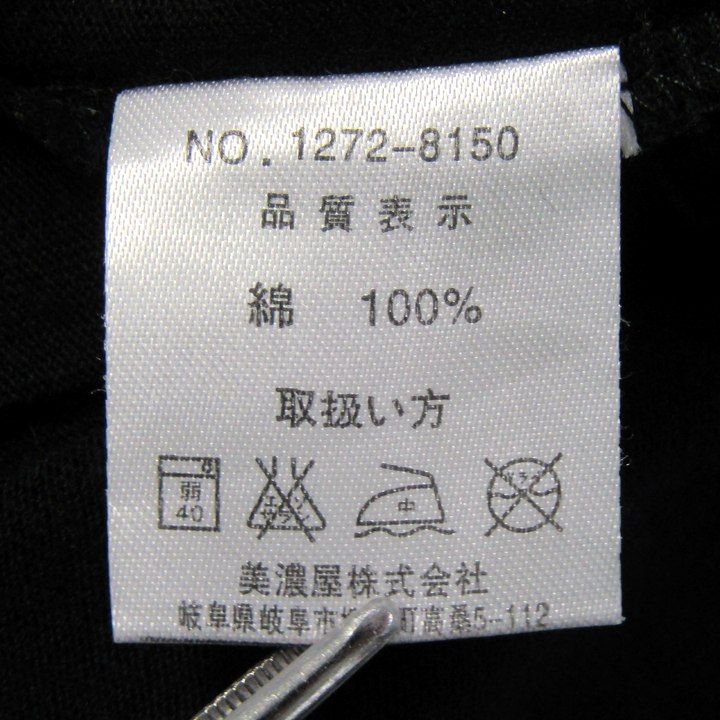 NO. 1272-8150
品質表示
綿 100%
取扱い方
弱
40
中
美濃屋株式会社
岐阜県岐阜市 町高桑5-112